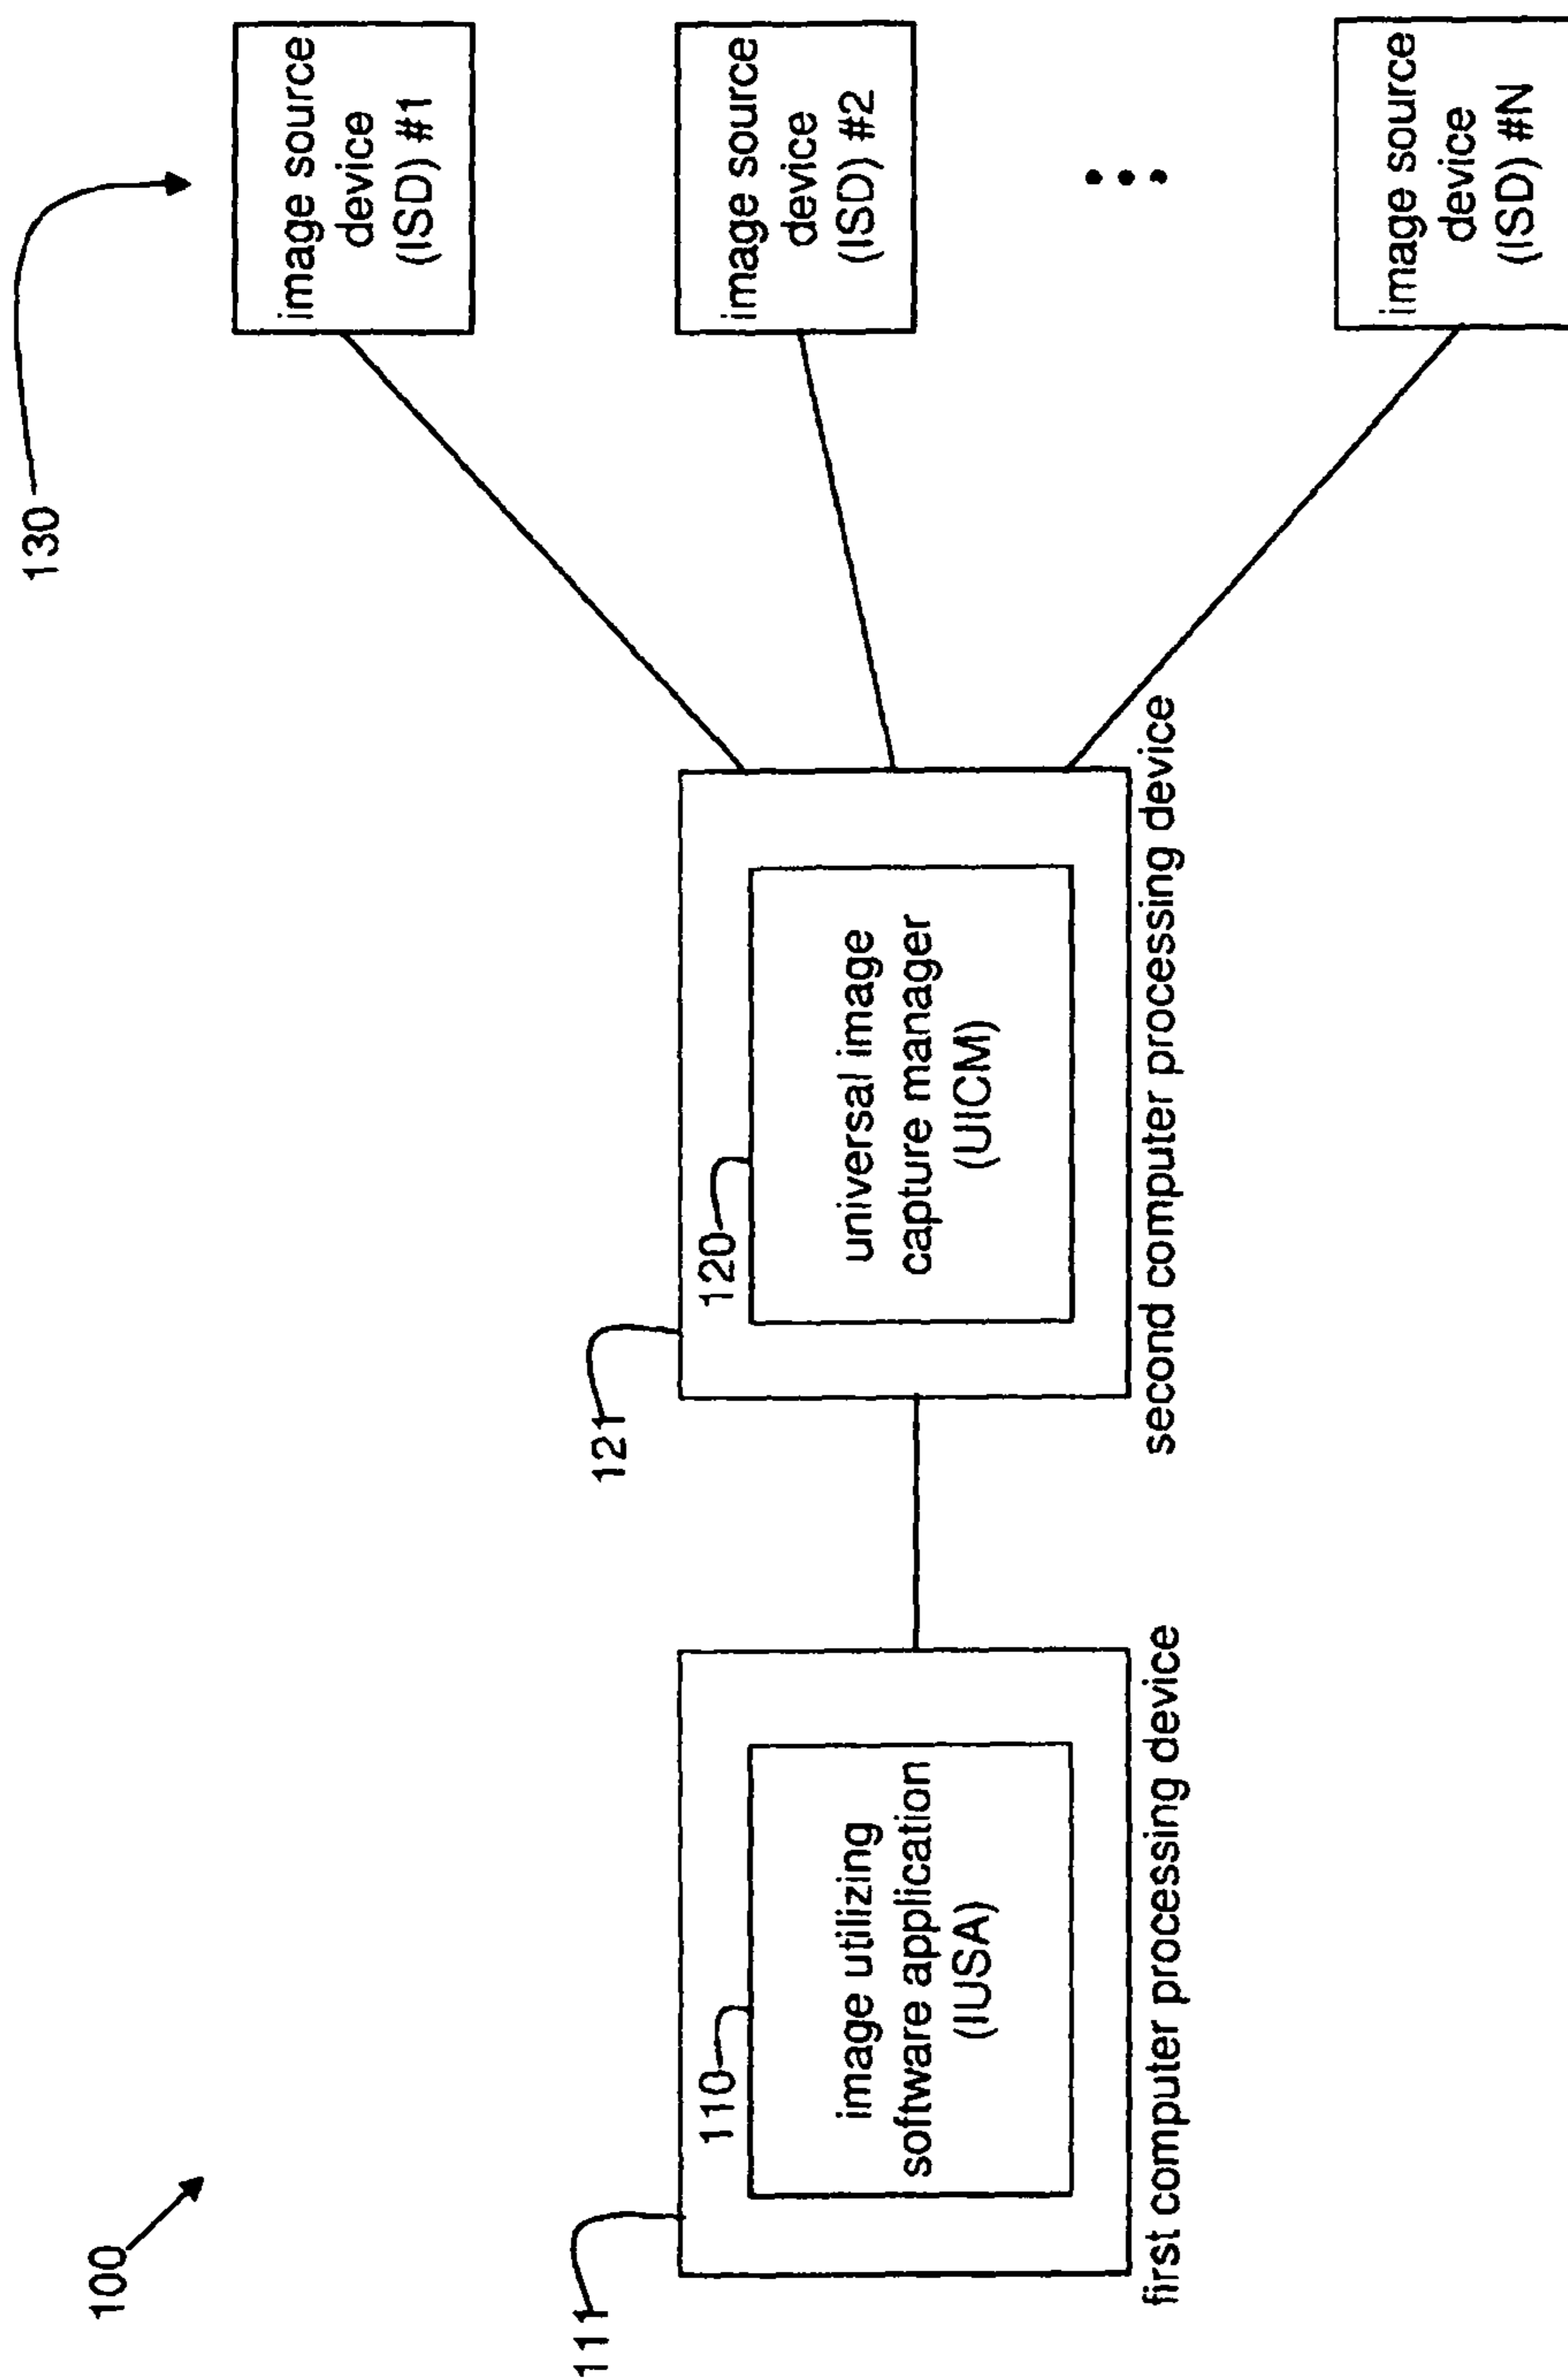 100
130
111
110
image utilizing
software application
(IUSA)
first computer processing device
121
120
universal image
capture manager
(UICM)
second computer processing device
image source
device
(ISD) #1
image source
device
(ISD) #2
image source
device
(ISD) #N